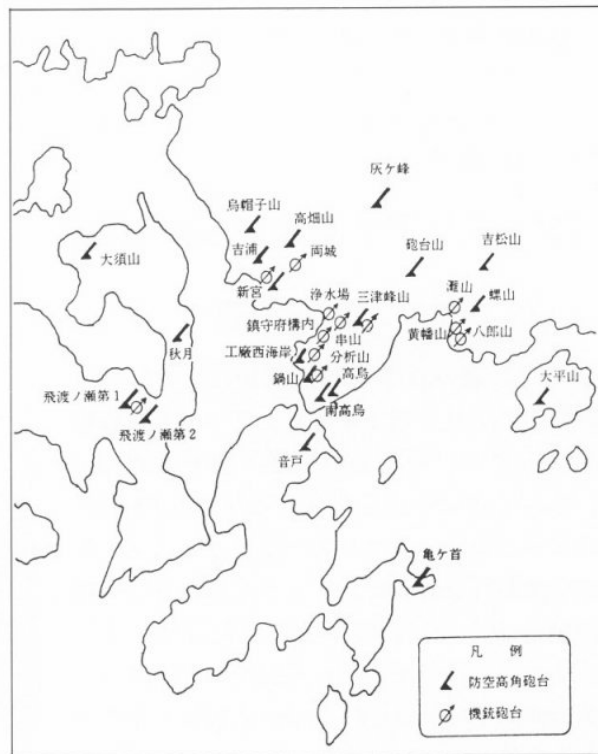 灰ケ峰
烏帽子山
高畑山
吉松山
大須山
吉浦
両城
砲台山
新宮
浄水場
三津峰山
灘山
螺山
鎮守府構内
串山
黄幡山
八郎山
秋月
工廠西海岸
分析山
鍋山
高烏
大平山
飛渡ノ瀬第1
南高烏
飛渡ノ瀬第2
音戸
亀ケ首
凡例
防空高角砲台
機銃砲台